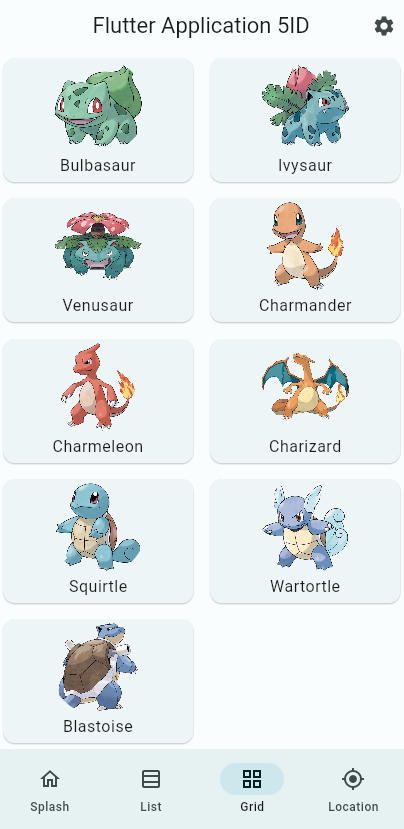 Flutter Application 5ID
Bulbasaur
Ivysaur
Venusaur
Charmander
Charmeleon
Charizard
Squirtle
Wartortle
Blastoise
Splash
List
Grid
Location